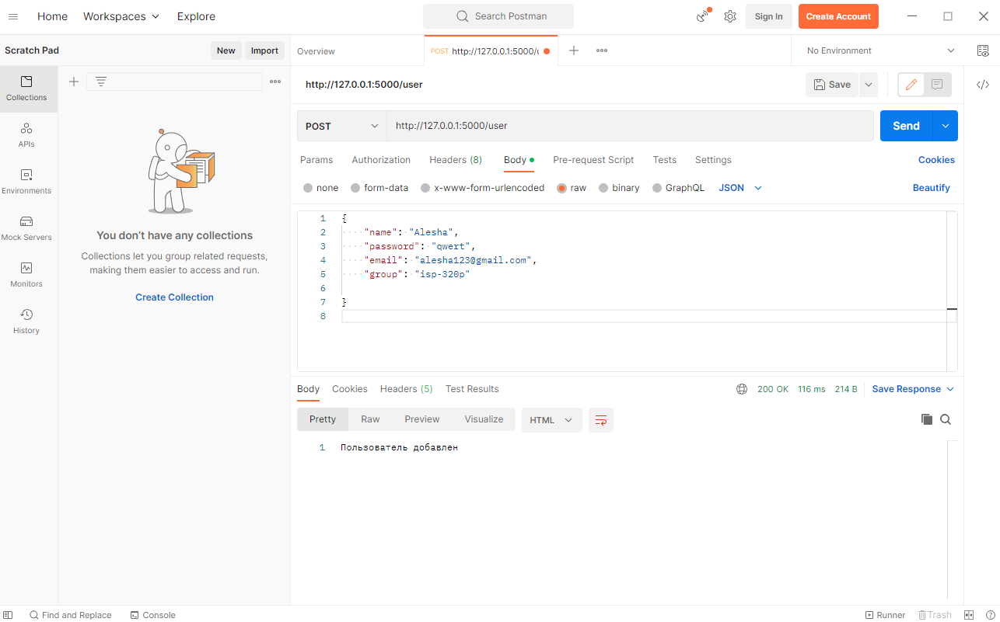 Home Workspaces Explore Search Postman Sign In Create Account
Scratch Pad New Import Overview POST http://127.0.0.1:5000/u No Environment
Collections
APIs
Environments
Mock Servers
Monitors
History
You don’t have any collections
Collections let you group related requests,
making them easier to access and run.
Create Collection
http://127.0.0.1:5000/user Save
POST http://127.0.0.1:5000/user Send
Params Authorization Headers (8) Body Pre-request Script Tests Settings Cookies
none form-data x-www-form-urlencoded raw binary GraphQL JSON Beautify
1 {
2 "name": "Alesha",
3 "password": "qwert",
4 "email": "alesha123@gmail.com",
5 "group": "isp-320p"
6
7 }
8
Body Cookies Headers (5) Test Results 200 OK 116 ms 214 B Save Response
Pretty Raw Preview Visualize HTML
1 Пользователь добавлен
Find and Replace Console Runner Trash